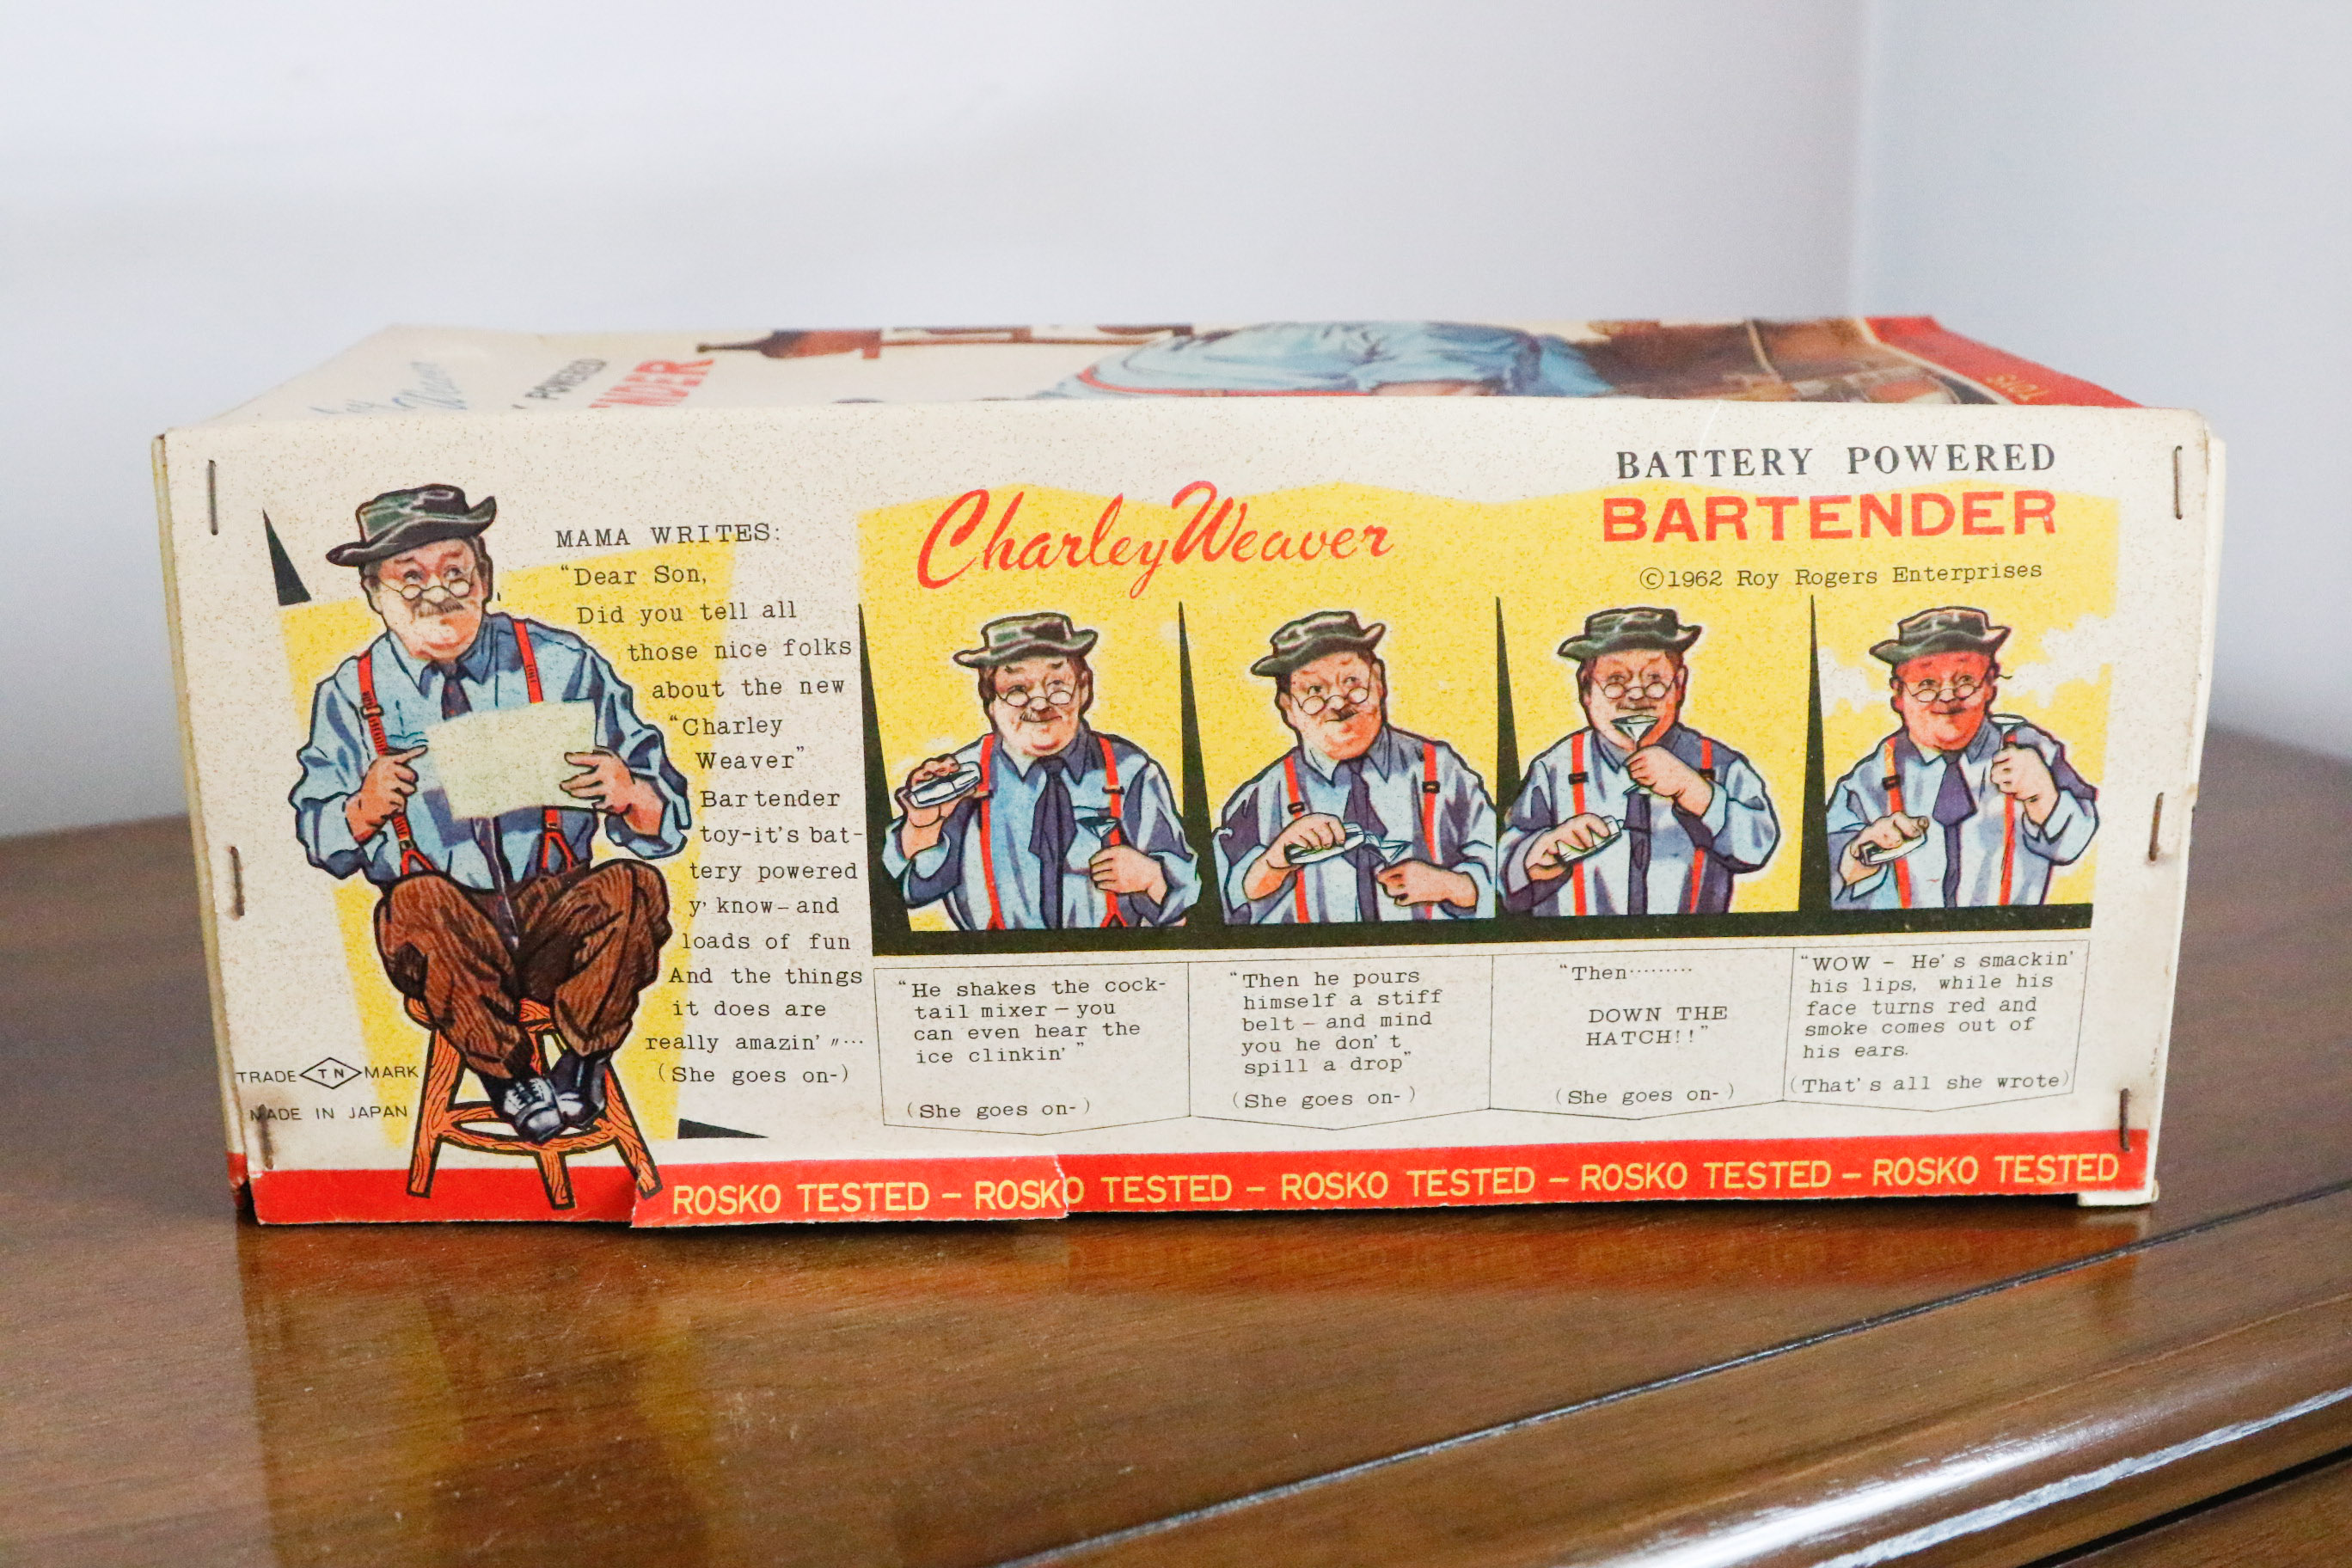 POWERED
MAMA WRITES:
“Dear Son,
Did you tell all
those nice folks
about the new
“Charley
Weaver”
Bartender
toy-it's bat-
tery powered
y' know-and
loads of fun
And the things
it does are
really amazin' 〃…
(She goes on-)
TRADE TN MARK
MADE IN JAPAN
Charley Weaver
BATTERY POWERED
BARTENDER
©1962 Roy Rogers Enterprises
“He shakes the cock-
tail mixer — you
can even hear the
ice clinkin' ”
(She goes on-)
“Then he pours
himself a stiff
belt — and mind
you he don't
spill a drop”
(She goes on-)
“Then………
DOWN THE
HATCH!!”
(She goes on-)
“WOW - He's smackin'
his lips, while his
face turns red and
smoke comes out of
his ears.
(That's all she wrote)
ROSKO TESTED — ROSKO TESTED — ROSKO TESTED — ROSKO TESTED — ROSKO TESTED